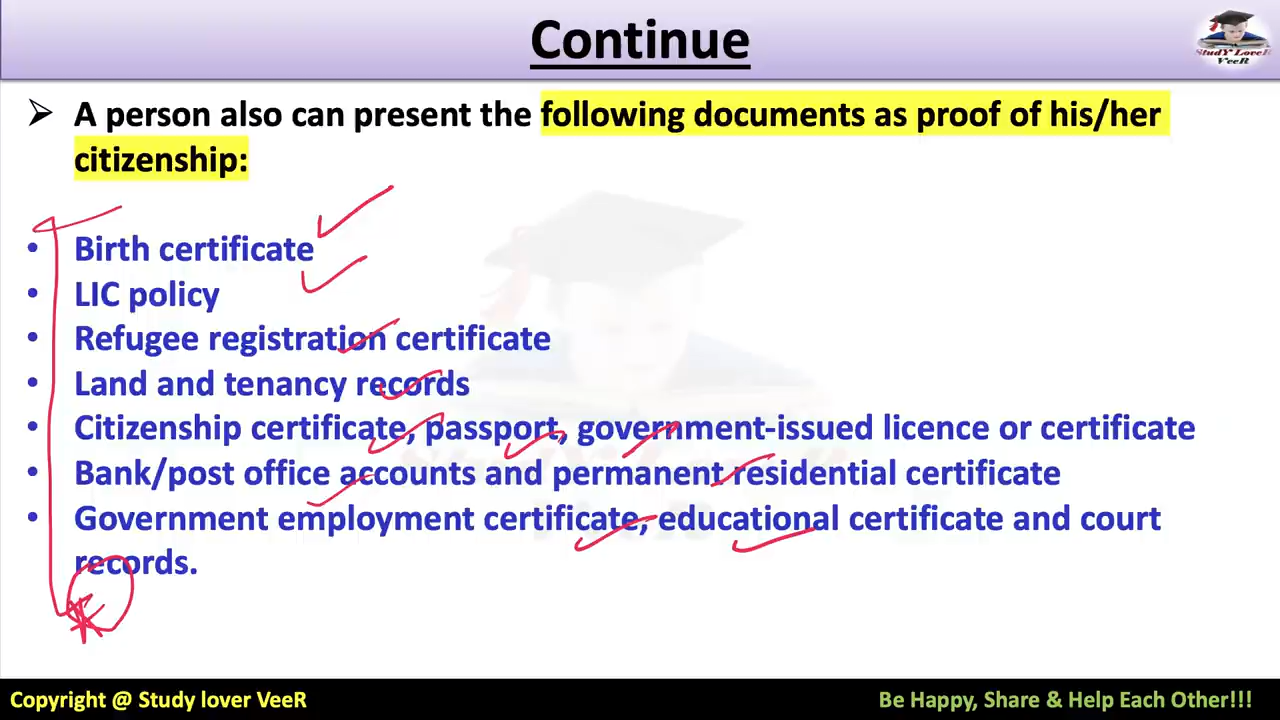 Continue
StudY LoveR
VeeR
➢ A person also can present the following documents as proof of his/her
citizenship:
• Birth certificate
• LIC policy
• Refugee registration certificate
• Land and tenancy records
• Citizenship certificate, passport, government-issued licence or certificate
• Bank/post office accounts and permanent residential certificate
• Government employment certificate, educational certificate and court
records.
Copyright @ Study lover VeeR
Be Happy, Share & Help Each Other!!!